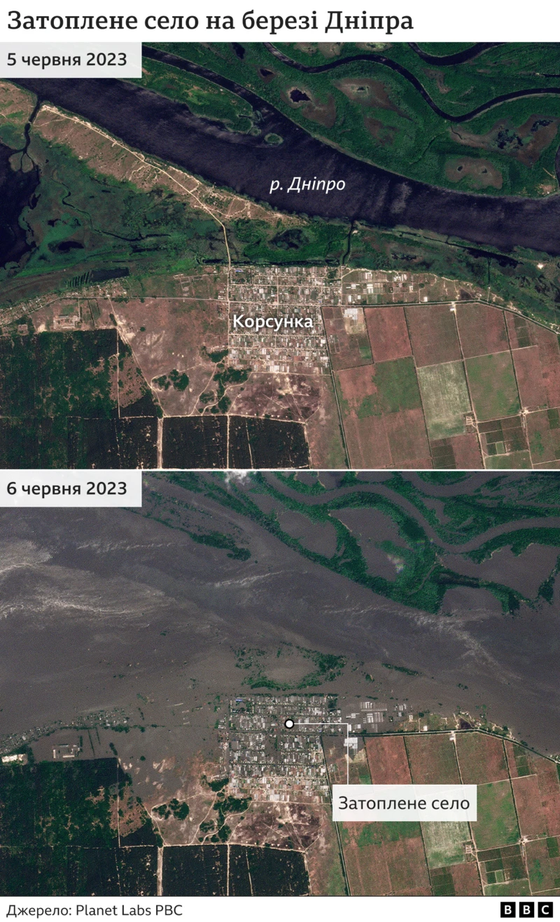 Затоплене село на березі Дніпра
5 червня 2023
р. Дніпро
Корсунка
6 червня 2023
Затоплене село
Джерело: Planet Labs PBC
BBC